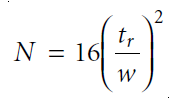 N = 16(t_r/w)^2